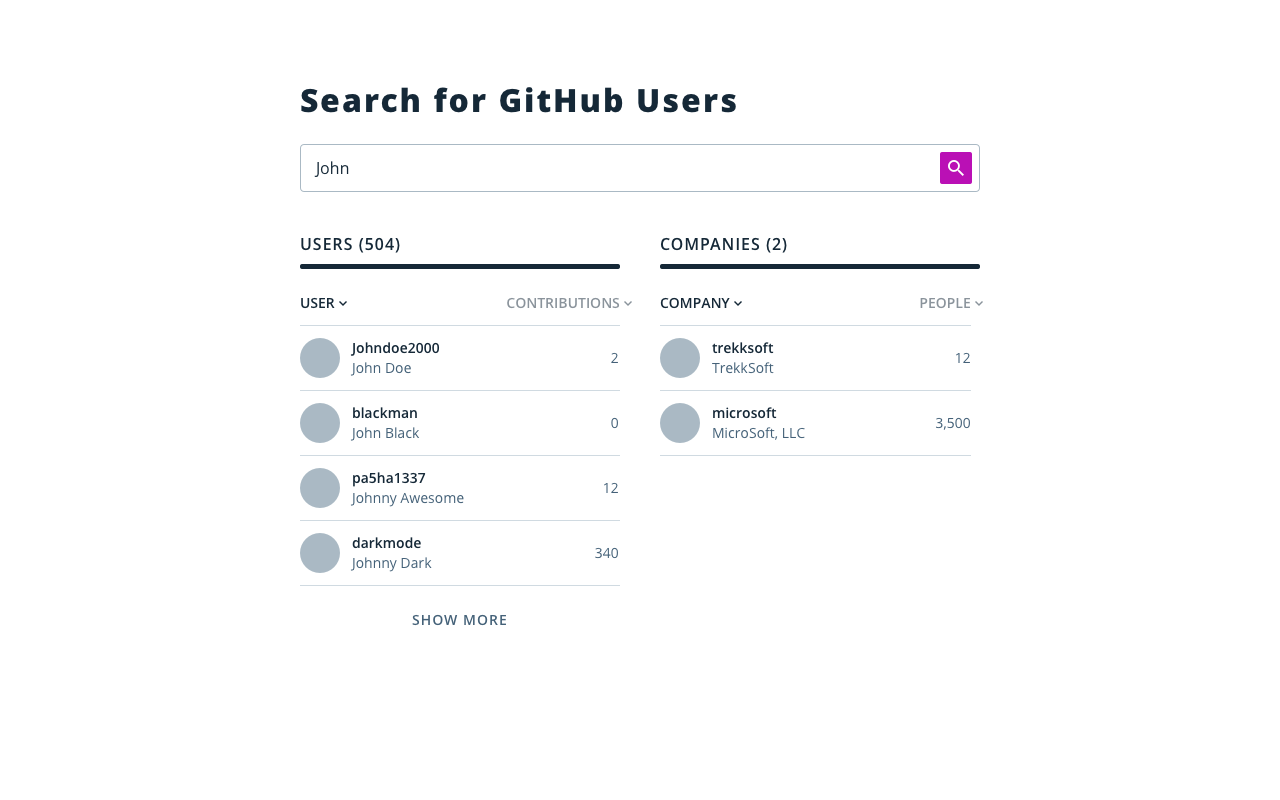 Search for GitHub Users
John
USERS (504)
USER
CONTRIBUTIONS
Johndoe2000
John Doe
2
blackman
John Black
0
pa5ha1337
Johnny Awesome
12
darkmode
Johnny Dark
340
SHOW MORE
COMPANIES (2)
COMPANY
PEOPLE
trekksoft
TrekkSoft
12
microsoft
MicroSoft, LLC
3,500